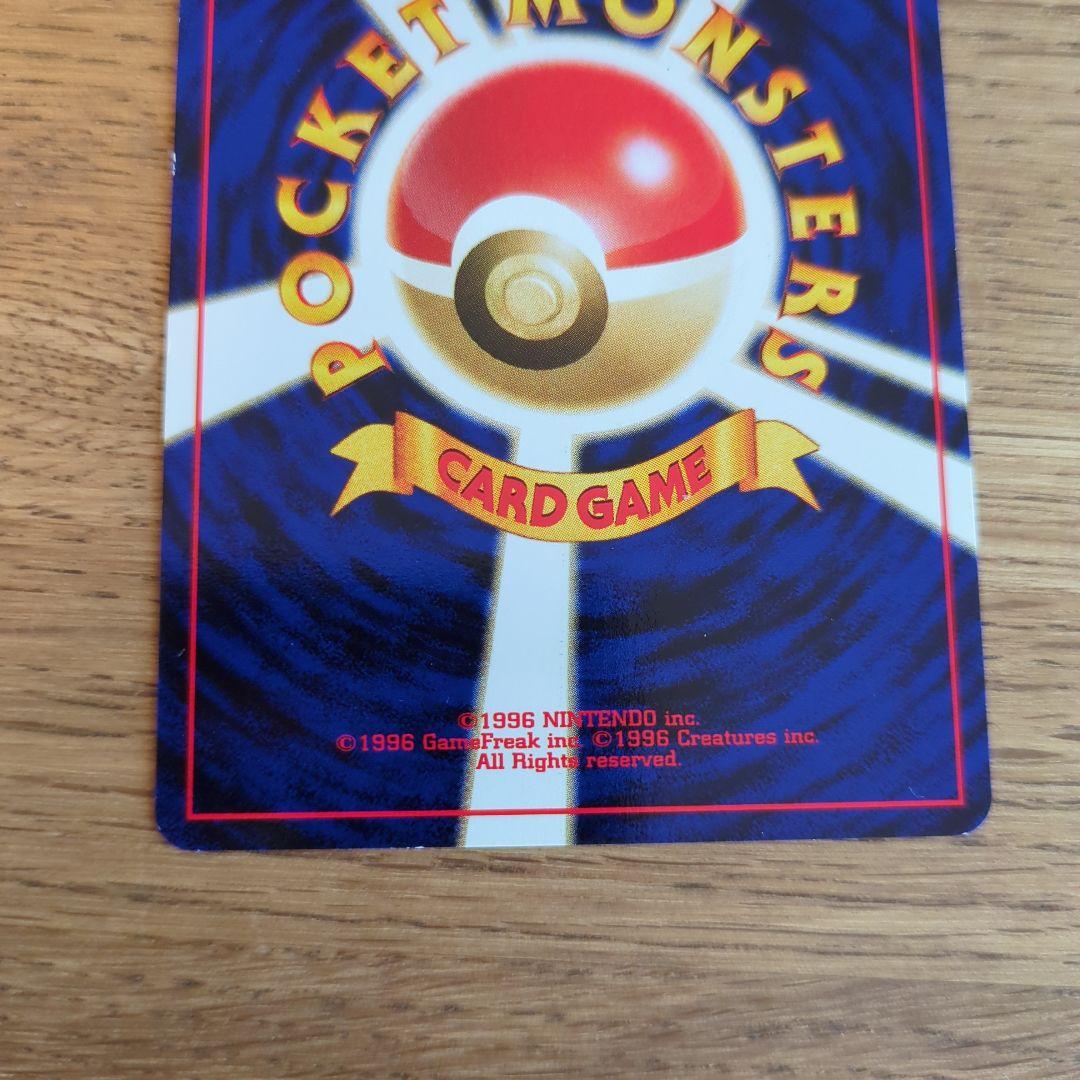 POCKET MONSTERS
CARD GAME
©1996 NINTENDO inc.
©1996 GameFreak inc. ©1996 Creatures inc.
All Rights reserved.